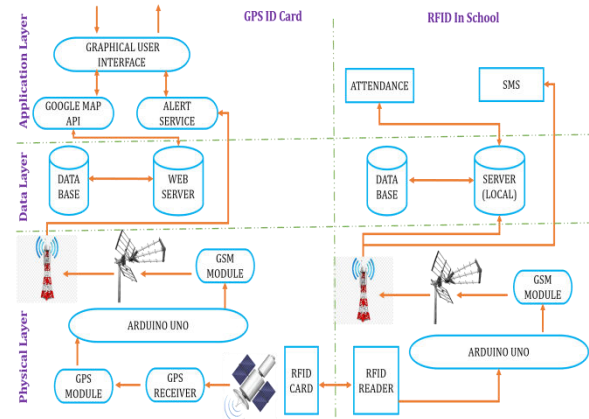 GPS ID Card
RFID In School
Application Layer
GRAPHICAL USER
INTERFACE
GOOGLE MAP
API
ALERT
SERVICE
ATTENDANCE
SMS
Data Layer
DATA
BASE
WEB
SERVER
DATA
BASE
SERVER
(LOCAL)
Physical Layer
GSM
MODULE
ARDUINO UNO
GPS
MODULE
GPS
RECEIVER
RFID
CARD
RFID
READER
GSM
MODULE
ARDUINO UNO